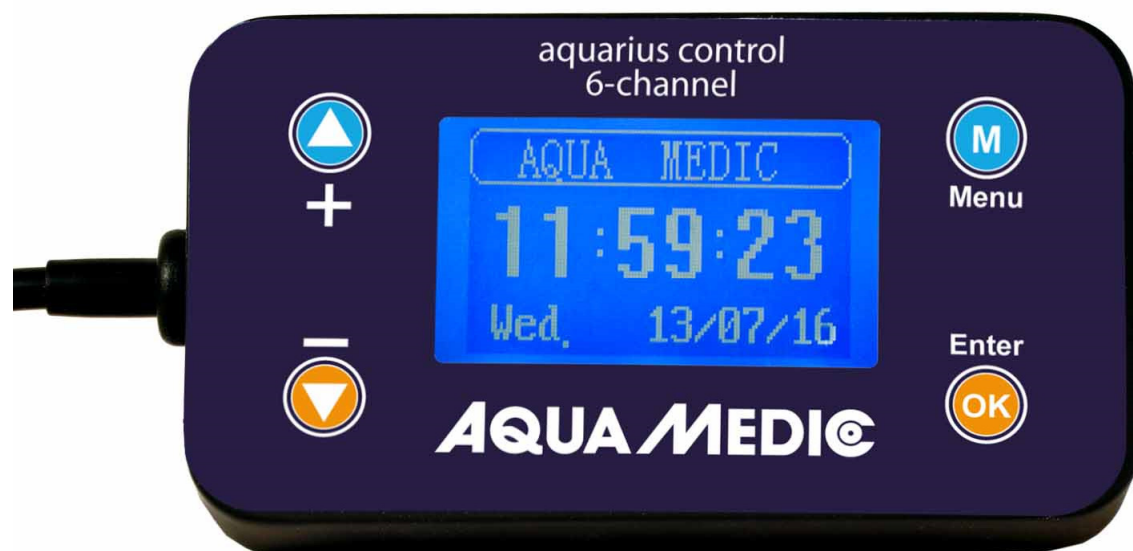 aquarius control
6-channel
AQUA MEDIC
11:59:23
Wed. 13/07/16
+
M
Menu
−
Enter
OK
AQUA MEDIC